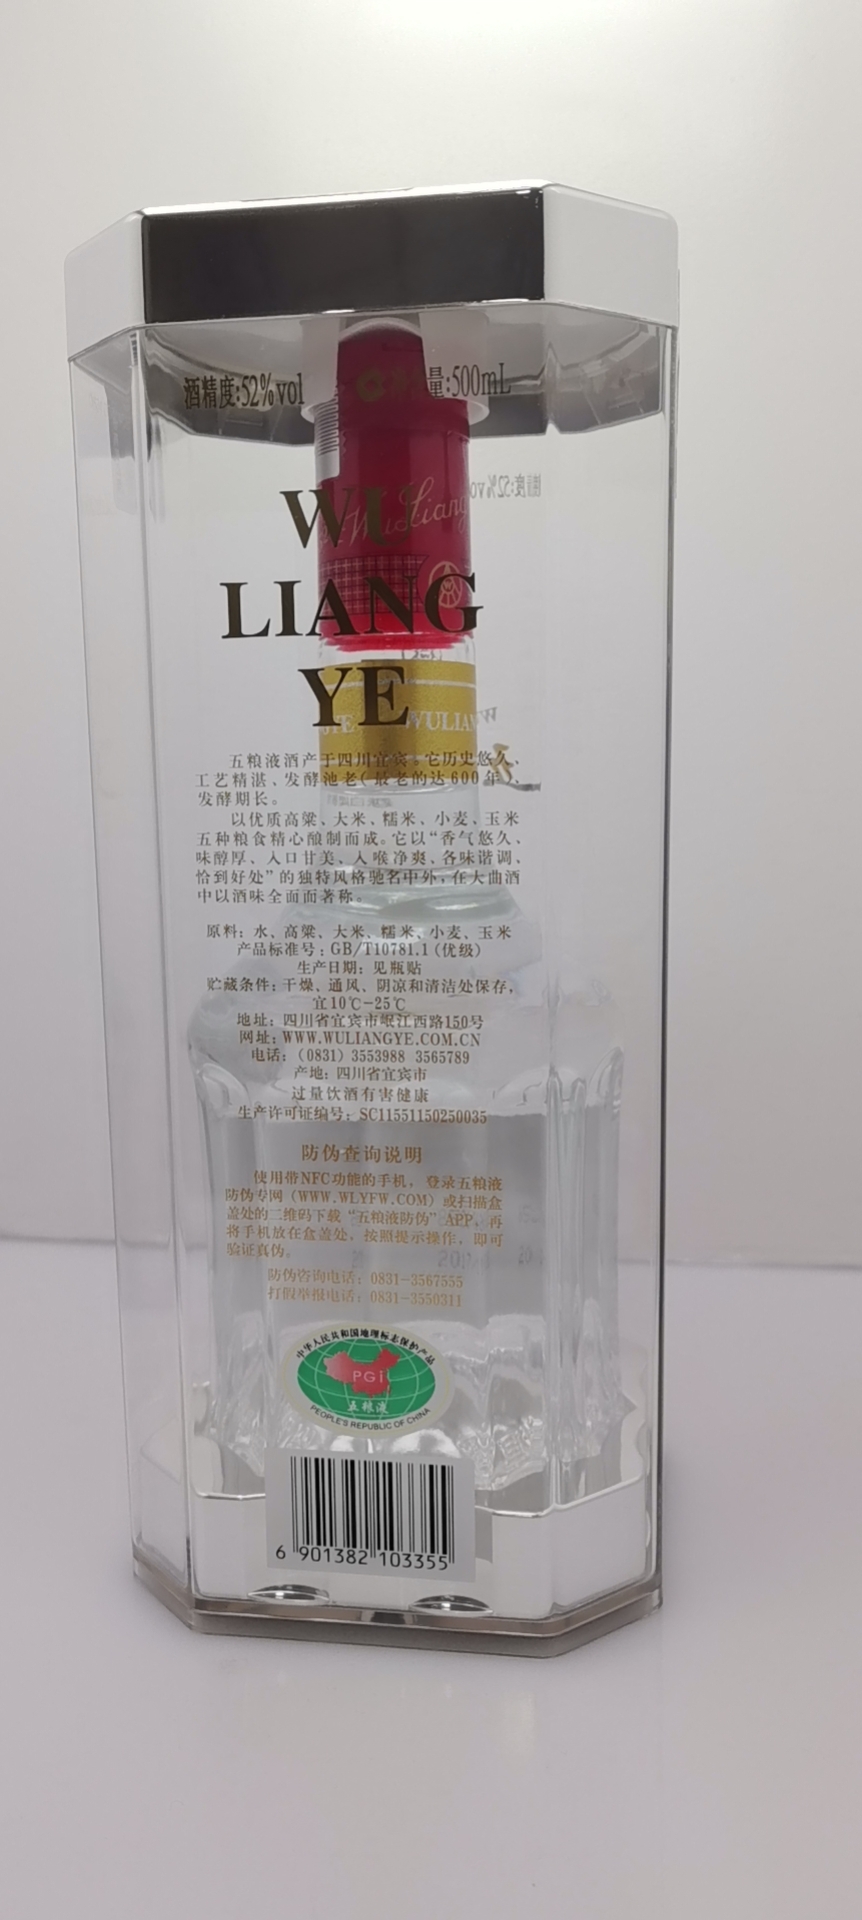 酒精度:52%vol
量:500mL
WU
LIANG
YE
五粮液酒产于四川宜宾。它历史悠久、
工艺精湛、发酵池老(最老的达600年)、
发酵期长。
以优质高粱、大米、糯米、小麦、玉米
五种粮食精心酿制而成。它以“香气悠久、
味醇厚、入口甘美、入喉净爽、各味谐调、
恰到好处”的独特风格驰名中外，在大曲酒
中以酒味全面而著称。
原料: 水、高粱、大米、糯米、小麦、玉米
产品标准号: GB/T10781.1(优级)
生产日期: 见瓶贴
贮藏条件: 干燥、通风、阴凉和清洁处保存,
宜10℃-25℃
地址: 四川省宜宾市岷江西路150号
网址: WWW.WULIANGYE.COM.CN
电话: (0831) 3553988 3565789
产地: 四川省宜宾市
过量饮酒有害健康
生产许可证编号: SC11551150250035
防伪查询说明
使用带NFC功能的手机，登录五粮液
防伪专网 (WWW.WLYFW.COM) 或扫描盒
盖处的二维码下载“五粮液防伪”APP，再
将手机放在盒盖处，按照提示操作，即可
验证真伪。
防伪咨询电话: 0831-3567555
打假举报电话: 0831-3550311
中华人民共和国地理标志保护产品
PGI
五粮液
PEOPLE'S REPUBLIC OF CHINA
6 901382 103355